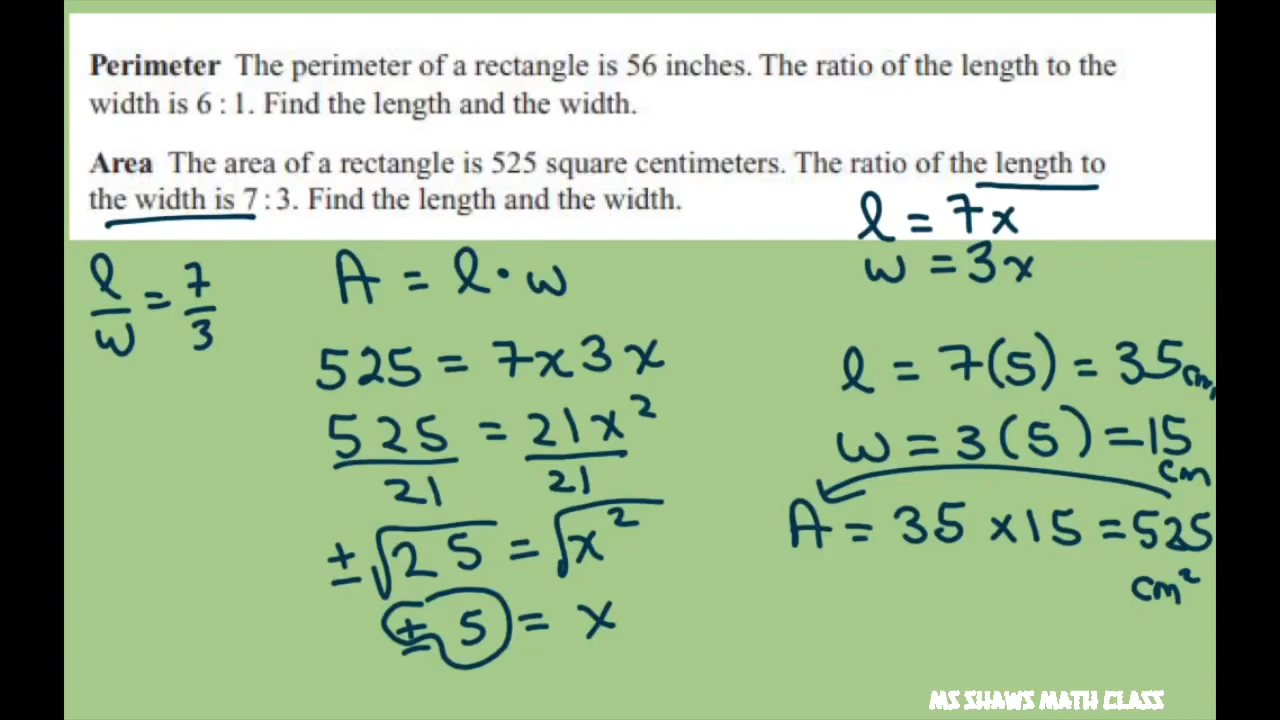 Perimeter The perimeter of a rectangle is 56 inches. The ratio of the length to the
width is 6 : 1. Find the length and the width.
Area The area of a rectangle is 525 square centimeters. The ratio of the length to
the width is 7 : 3. Find the length and the width.
l = 7x
w = 3x
l/w = 7/3
A = l · w
525 = 7x3x
525/21 = 21x²/21
±√25 = √x²
± 5 = x
l = 7(5) = 35cm
w = 3(5) = 15
cm
A = 35 x 15 = 525
cm²
MS SHAWS MATH CLASS